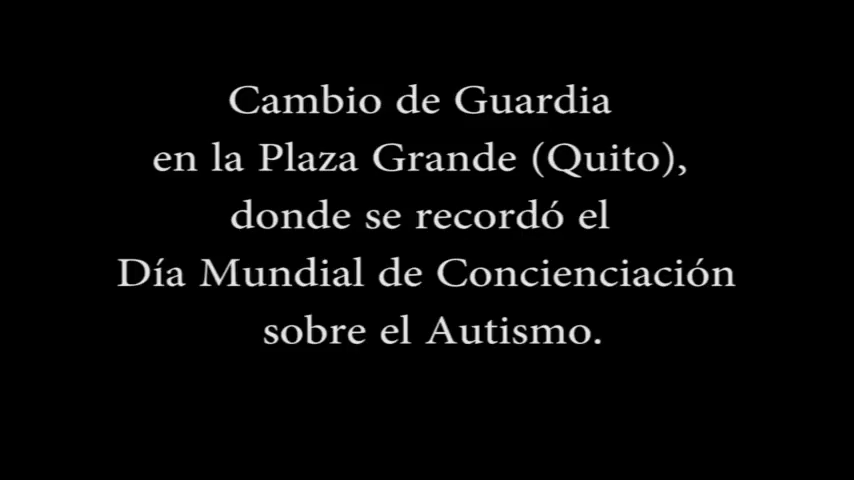 Cambio de Guardia
en la Plaza Grande (Quito),
donde se recordó el
Día Mundial de Concienciación
sobre el Autismo.